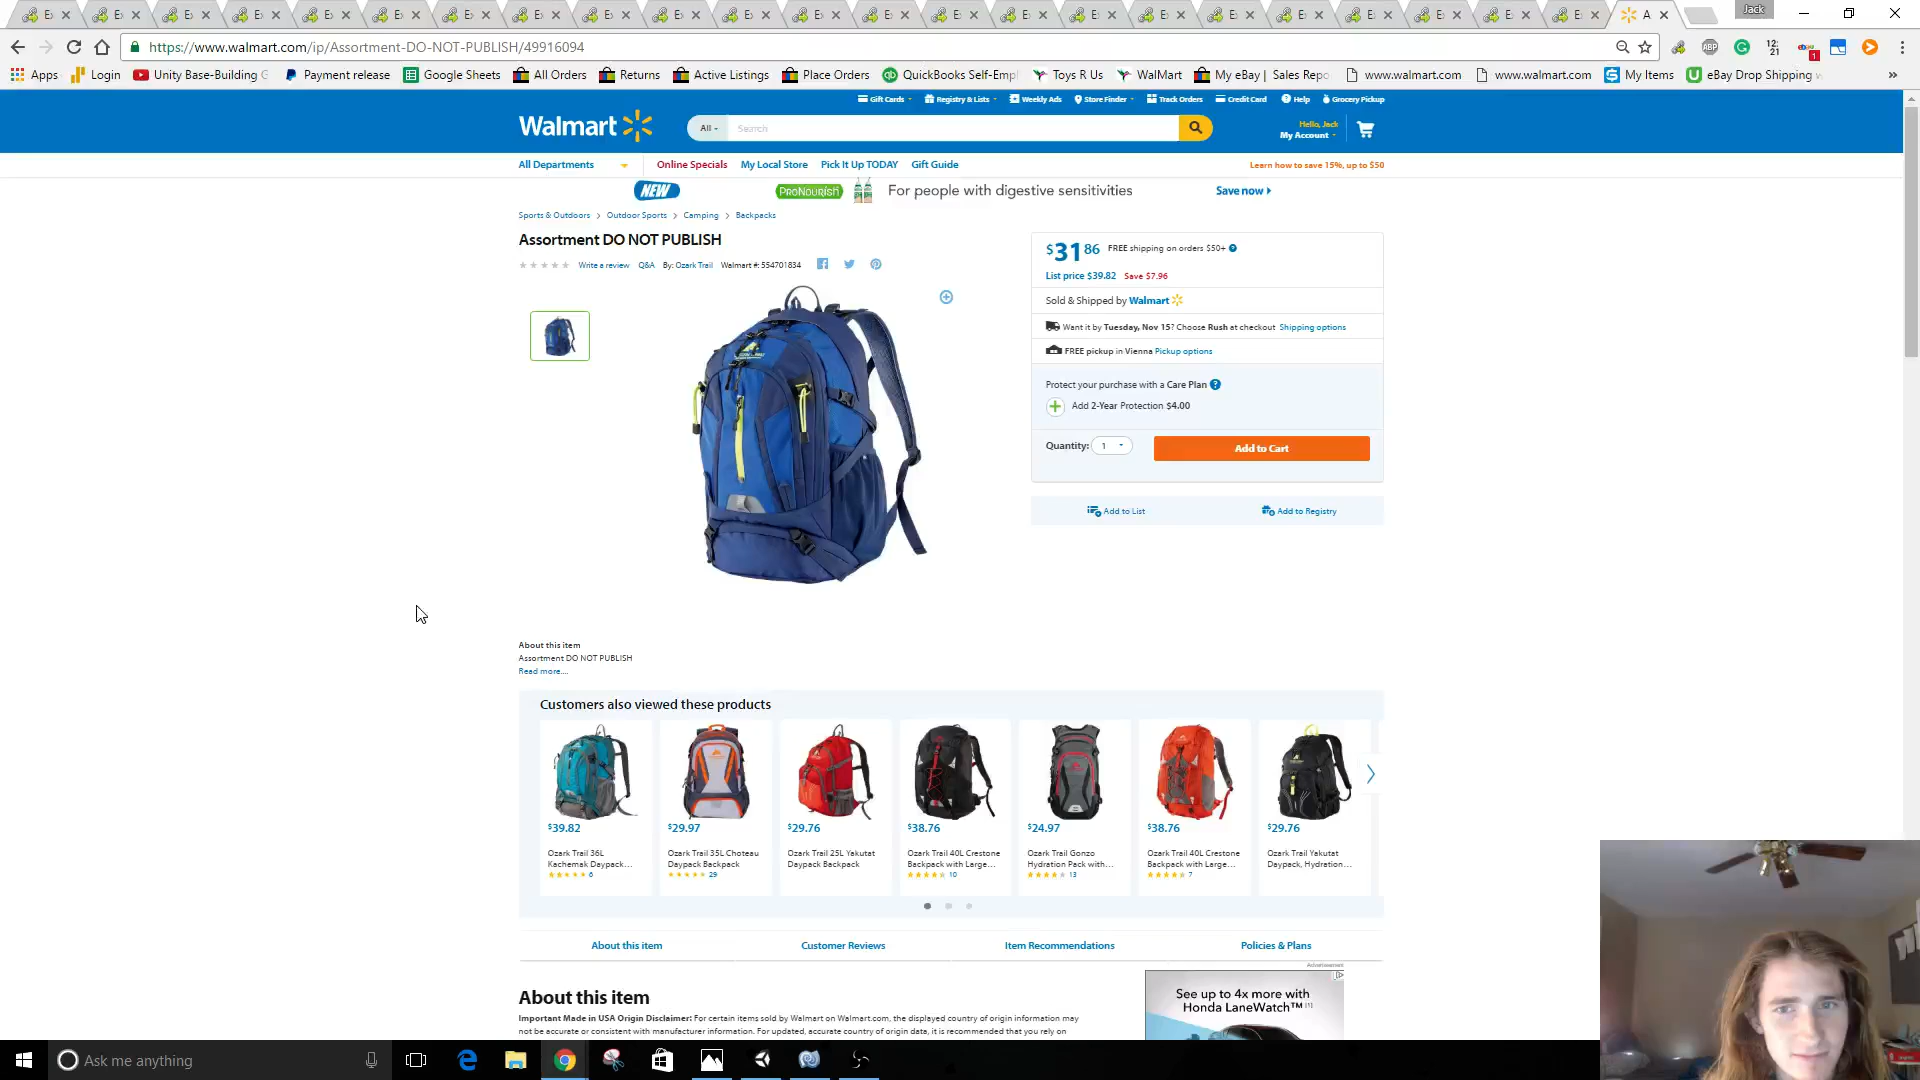 Jack
https://www.walmart.com/ip/Assortment-DO-NOT-PUBLISH/49916094
Apps Login Unity Base-Building G Payment release Google Sheets All Orders Returns Active Listings Place Orders QuickBooks Self-Empl Toys R Us WalMart My eBay | Sales Repo www.walmart.com www.walmart.com My Items eBay Drop Shipping
Gift Cards Registry & Lists Weekly Ads Store Finder Track Orders Credit Card Help Grocery Pickup
Walmart All Search Hello, Jack
My Account
All Departments Online Specials My Local Store Pick It Up TODAY Gift Guide Learn how to save 15%, up to $50
NEW PRONOURISH For people with digestive sensitivities Save now
Sports & Outdoors > Outdoor Sports > Camping > Backpacks
Assortment DO NOT PUBLISH
Write a review Q&A By: Ozark Trail Walmart #: 554701834
$31 86 FREE shipping on orders $50+
List price $39.82 Save $7.96
Sold & Shipped by Walmart
Want it by Tuesday, Nov 15? Choose Rush at checkout Shipping options
FREE pickup in Vienna Pickup options
Protect your purchase with a Care Plan
Add 2-Year Protection $4.00
Quantity: 1 Add to Cart
Add to List Add to Registry
About this item
Assortment DO NOT PUBLISH
Read more....
Customers also viewed these products
$39.82 $29.97 $29.76 $38.76 $24.97 $38.76 $29.76
Ozark Trail 36L Ozark Trail 35L Choteau Ozark Trail 25L Yakutat Ozark Trail 40L Crestone Ozark Trail Gonzo Ozark Trail 40L Crestone Ozark Trail Yakutat
Kachemak Daypack... Daypack Backpack Daypack Backpack Backpack with Large... Hydration Pack with... Backpack with Large... Daypack, Hydration...
6 29 10 13 7
About this item Customer Reviews Item Recommendations Policies & Plans
Advertisement
About this item
Important Made in USA Origin Disclaimer: For certain items sold by Walmart on Walmart.com, the displayed country of origin information may
not be accurate or consistent with manufacturer information. For updated, accurate country of origin data, it is recommended that you rely on
See up to 4x more with
Honda LaneWatch™ [1]
Ask me anything